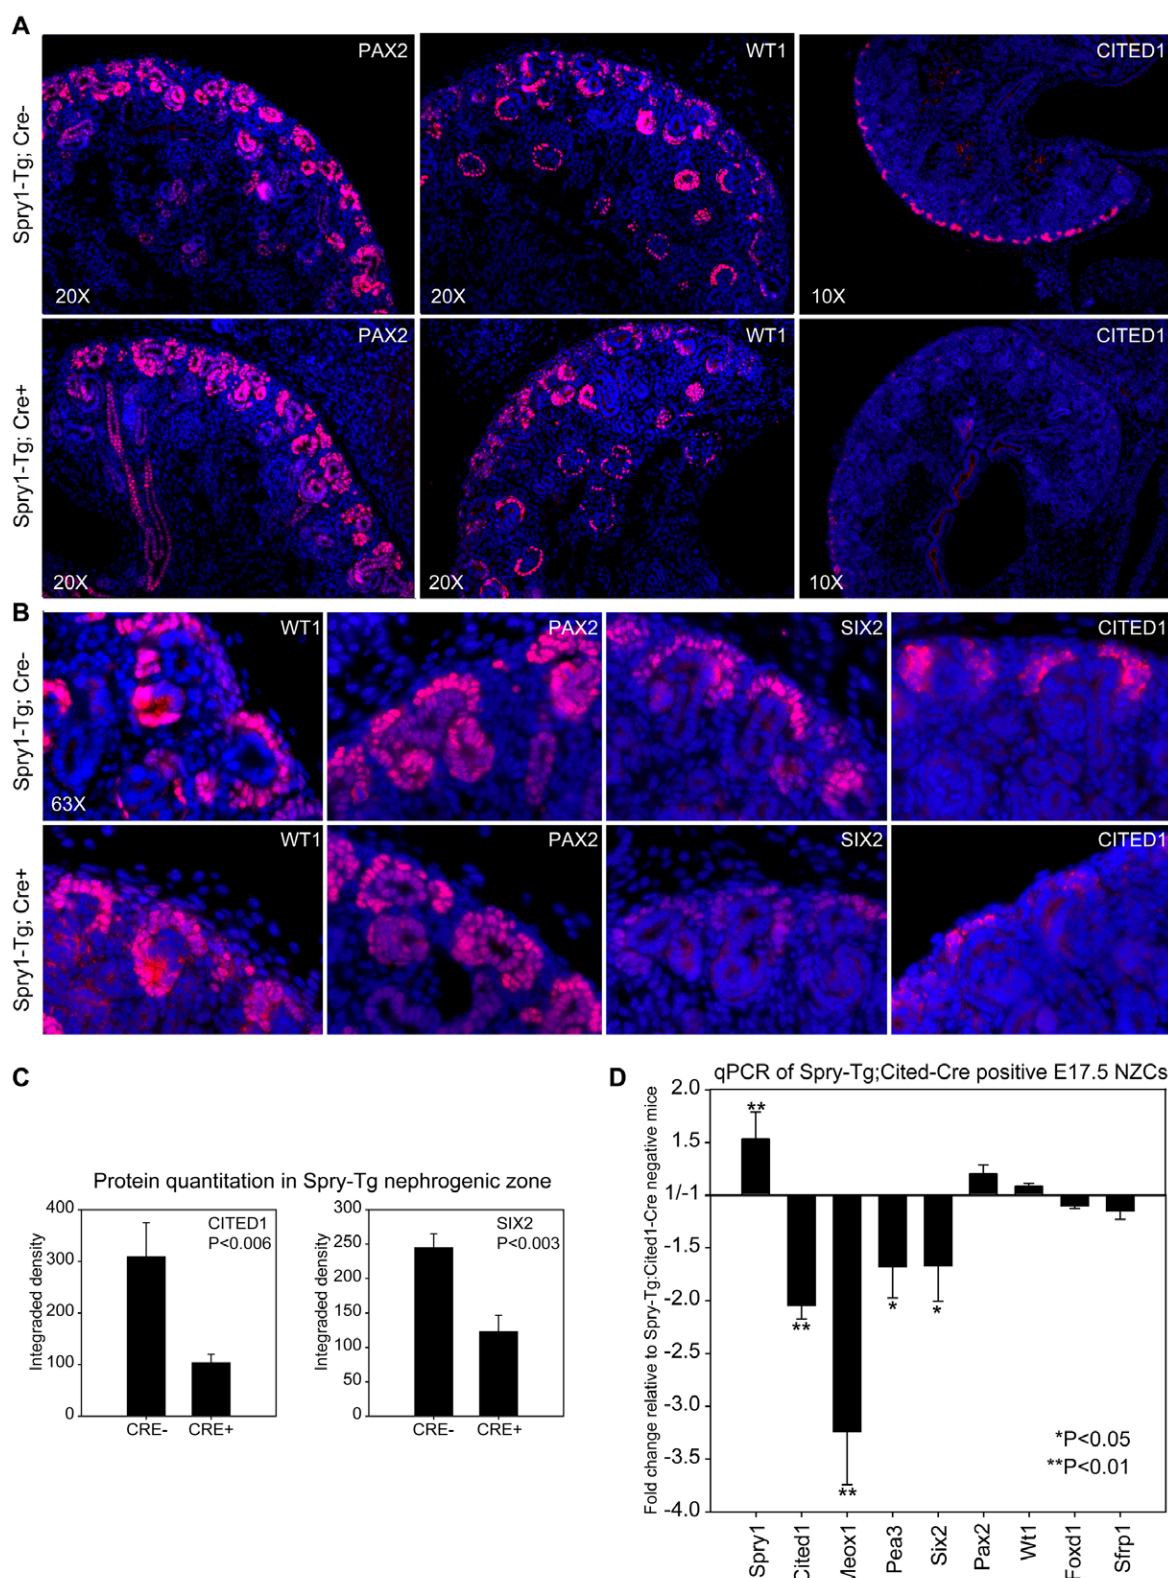 A
Spry1-Tg; Cre-
PAX2
20X
WT1
20X
CITED1
10X
Spry1-Tg; Cre+
PAX2
20X
WT1
20X
CITED1
10X
B
Spry1-Tg; Cre-
WT1
63X
PAX2
SIX2
CITED1
Spry1-Tg; Cre+
WT1
PAX2
SIX2
CITED1
C
Protein quantitation in Spry-Tg nephrogenic zone
Integraded density
400
300
200
100
0
CITED1
P<0.006
CRE-
CRE+
Integraded density
300
250
200
150
100
50
0
SIX2
P<0.003
CRE-
CRE+
D
qPCR of Spry-Tg;Cited-Cre positive E17.5 NZCs
Fold change relative to Spry-Tg:Cited1-Cre negative mice
2.0
1.5
1/-1
-1.5
-2.0
-2.5
-3.0
-3.5
-4.0
**
**
**
*
*
*P<0.05
**P<0.01
Spry1
Cited1
Meox1
Pea3
Six2
Pax2
Wt1
Foxd1
Sfrp1